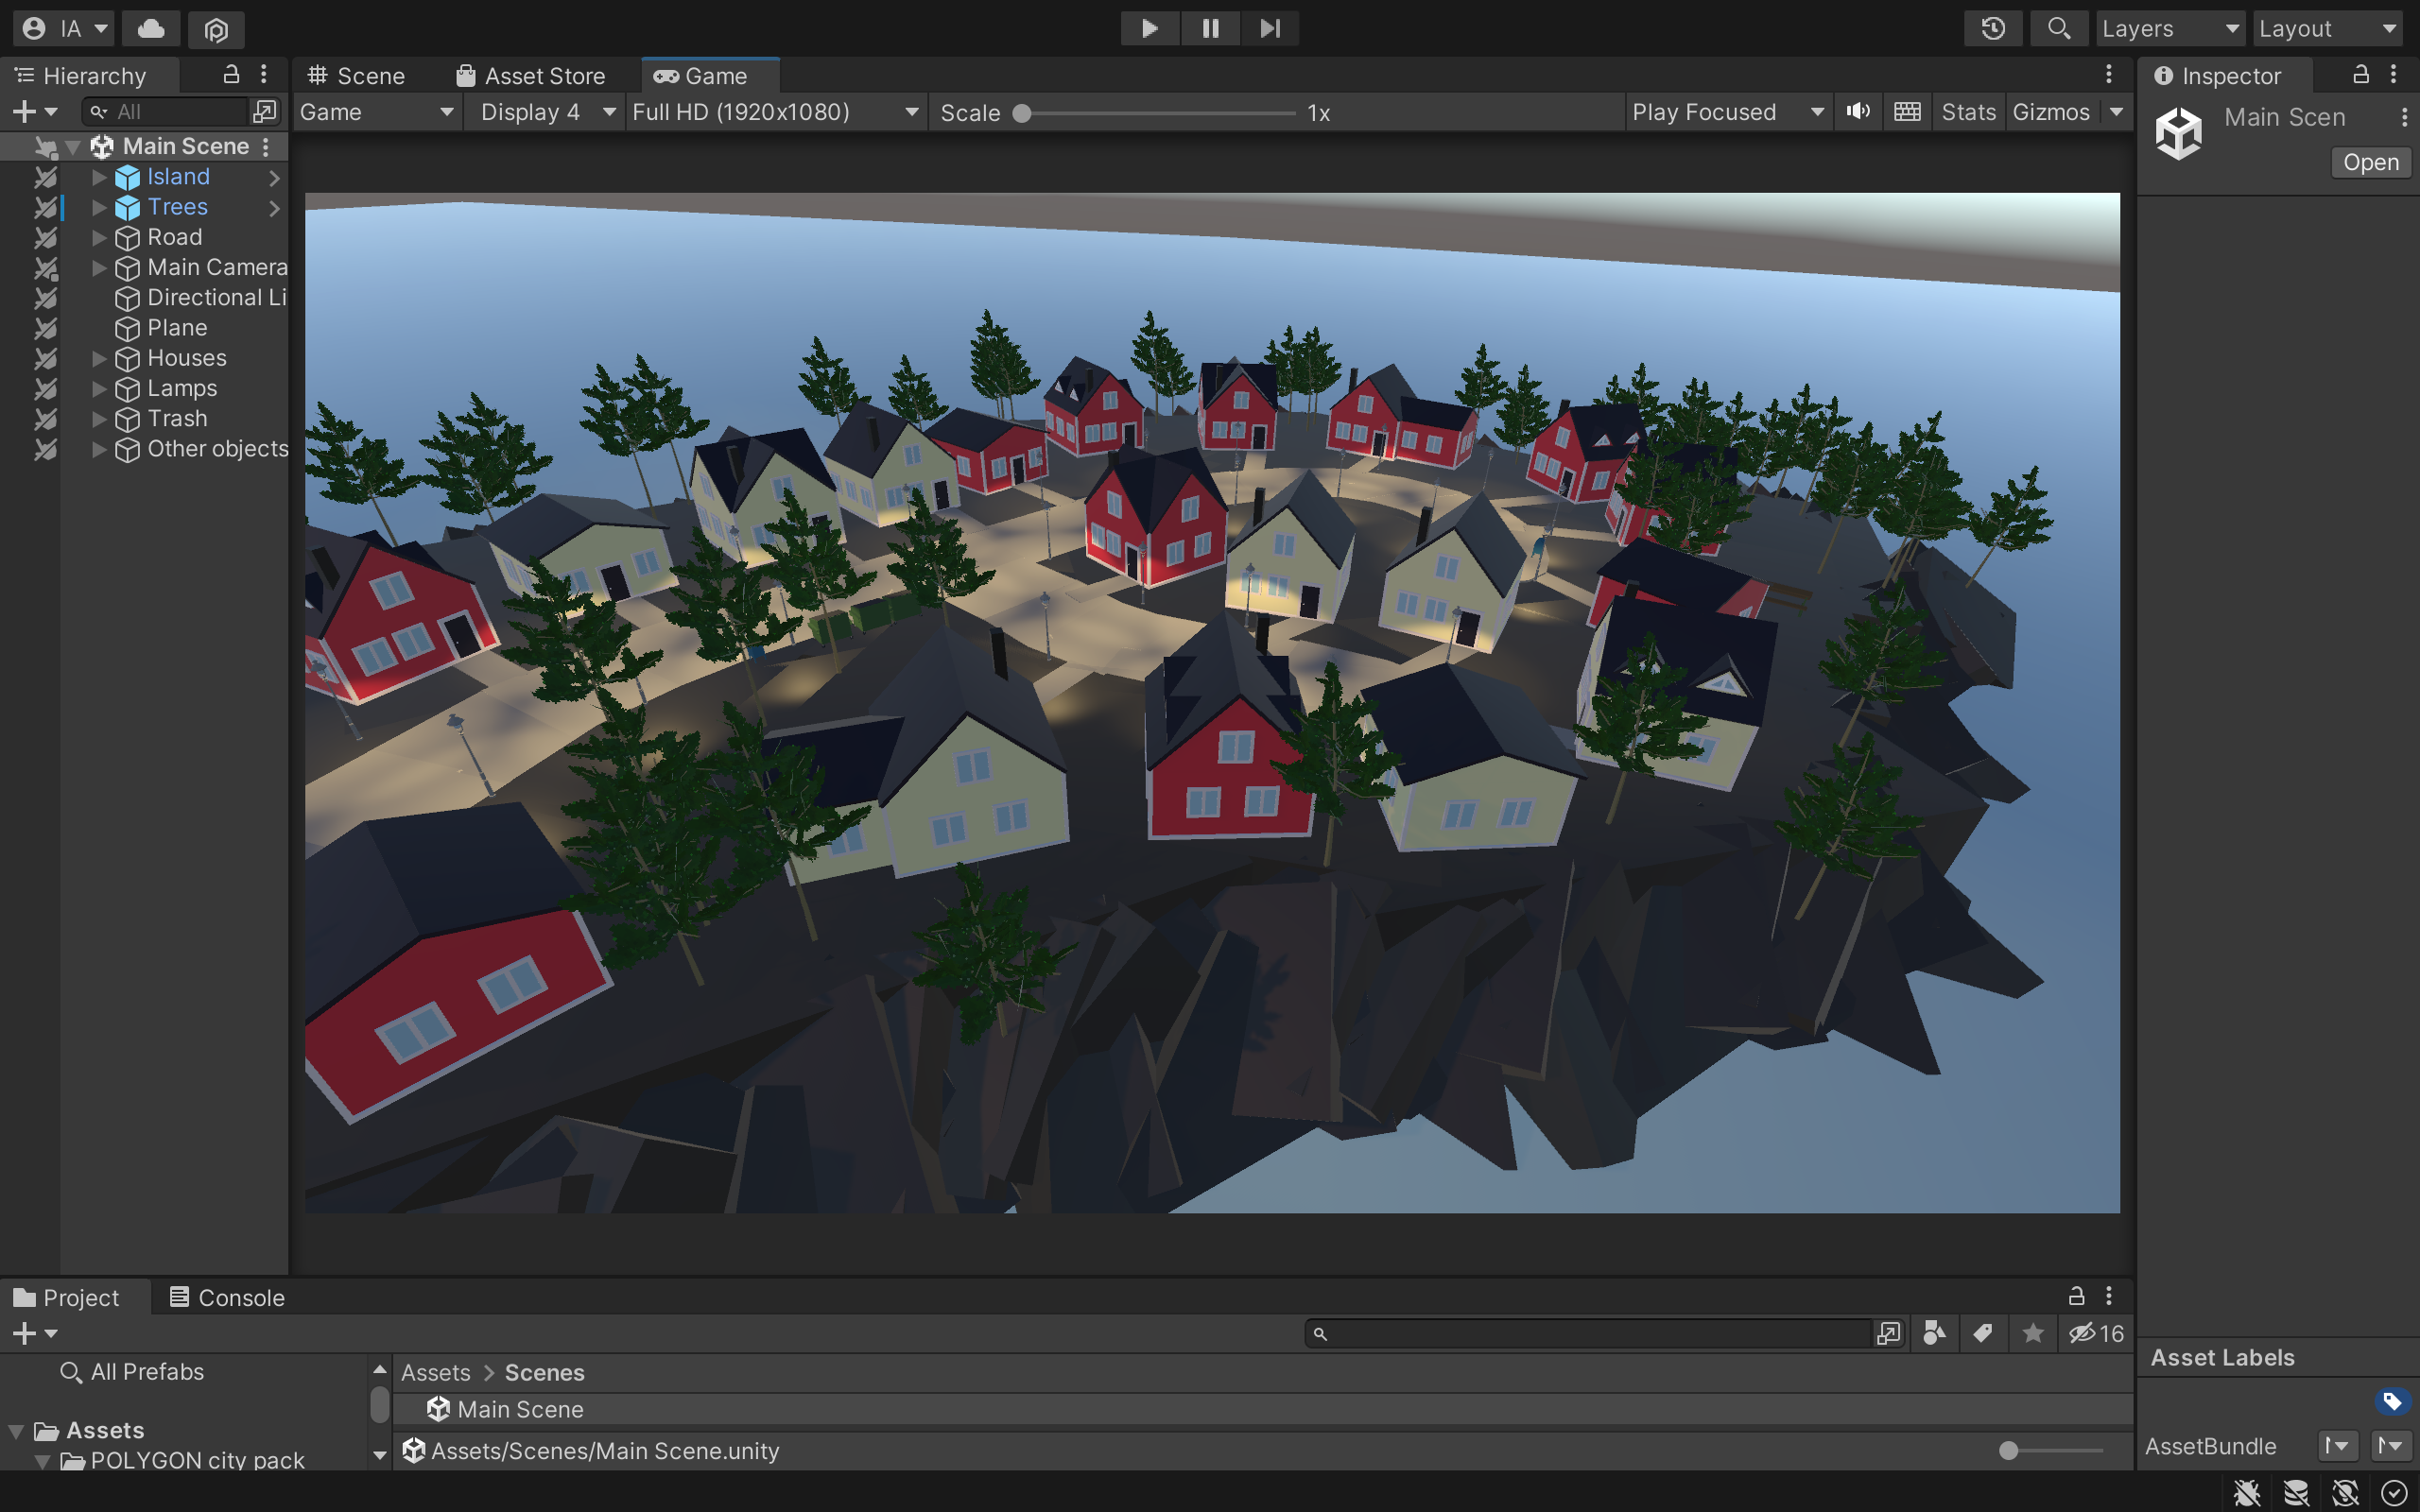 IA
Layers
Layout
Hierarchy
Scene
Asset Store
Game
Inspector
All
Game
Display 4
Full HD (1920x1080)
Scale
1x
Play Focused
Stats
Gizmos
Main Scen
Open
Main Scene
Island
Trees
Road
Main Camera
Directional Li
Plane
Houses
Lamps
Trash
Other objects
Project
Console
16
All Prefabs
Assets > Scenes
Asset Labels
Main Scene
Assets
POLYGON city pack
Assets/Scenes/Main Scene.unity
AssetBundle